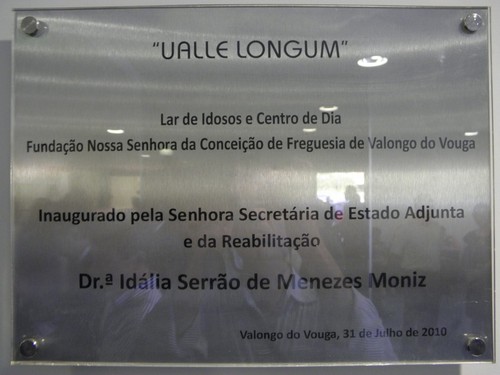 "UALLE LONGUM"
Lar de Idosos e Centro de Dia
Fundação Nossa Senhora da Conceição de Freguesia de Valongo do Vouga
Inaugurado pela Senhora Secretária de Estado Adjunta
e da Reabilitação
Dr.ª Idália Serrão de Menezes Moniz
Valongo do Vouga, 31 de Julho de 2010